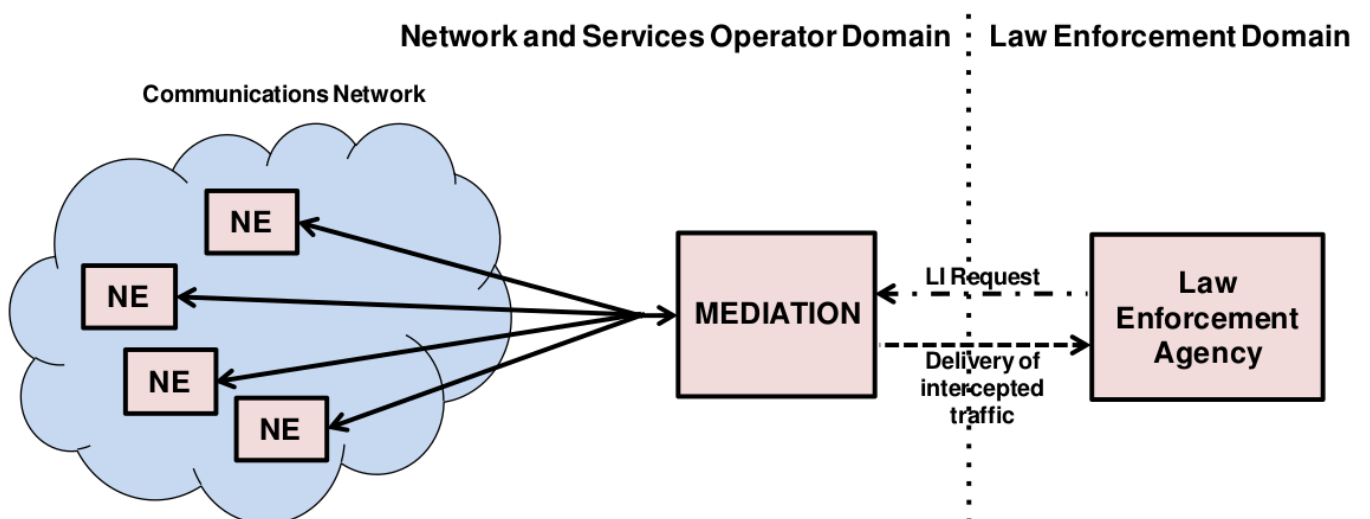 Network and Services Operator Domain
Law Enforcement Domain
Communications Network
NE
NE
NE
NE
MEDIATION
LI Request
Delivery of
intercepted
traffic
Law
Enforcement
Agency